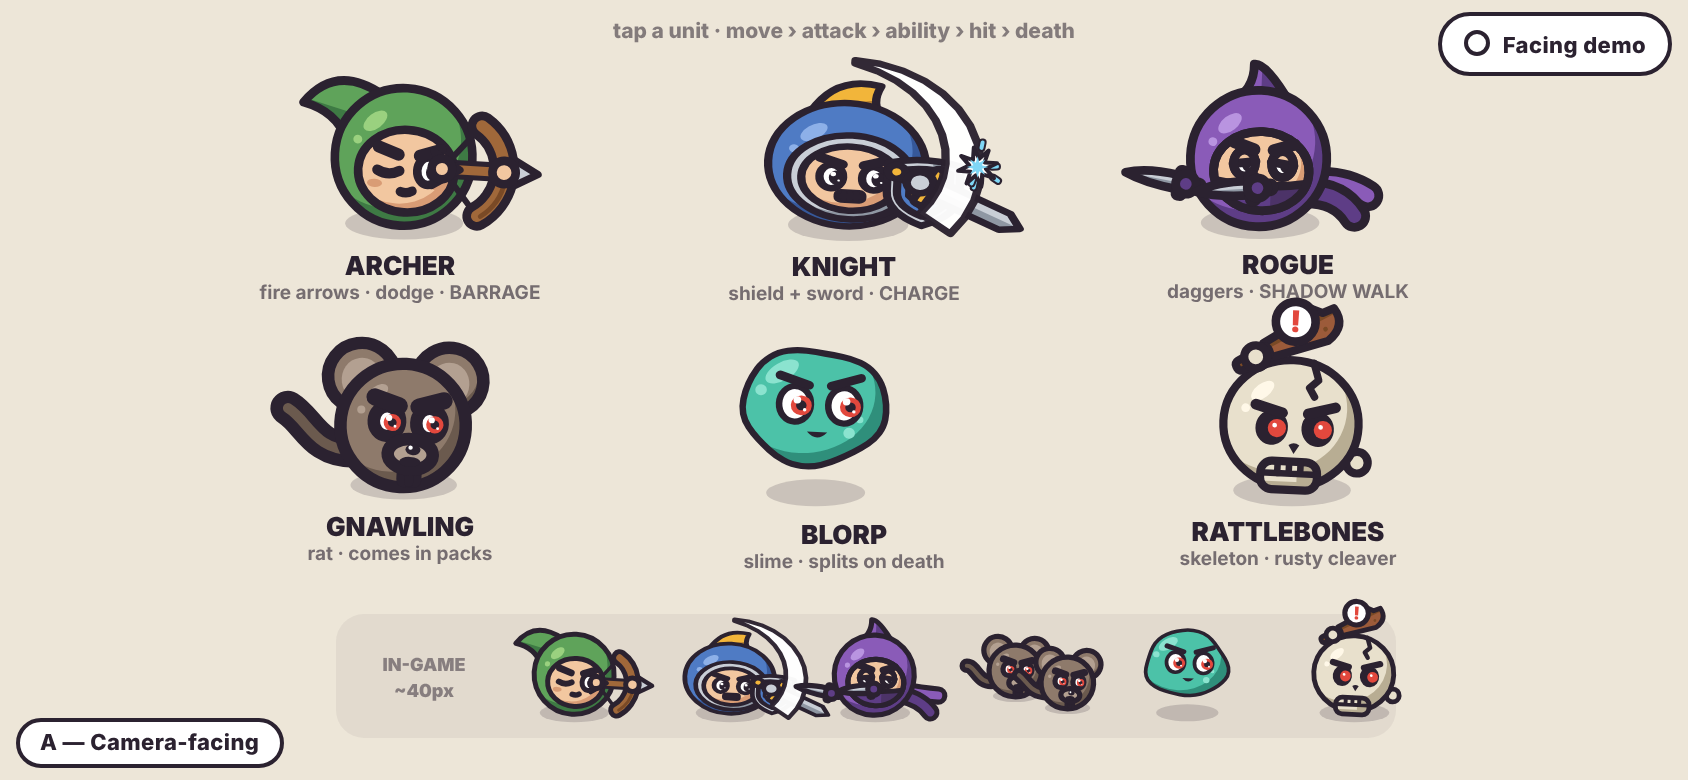 tap a unit · move › attack › ability › hit › death
Facing demo
ARCHER
fire arrows · dodge · BARRAGE
KNIGHT
shield + sword · CHARGE
ROGUE
daggers · SHADOW WALK
!
GNAWLING
rat · comes in packs
BLORP
slime · splits on death
RATTLEBONES
skeleton · rusty cleaver
IN-GAME
~40px
!
A — Camera-facing